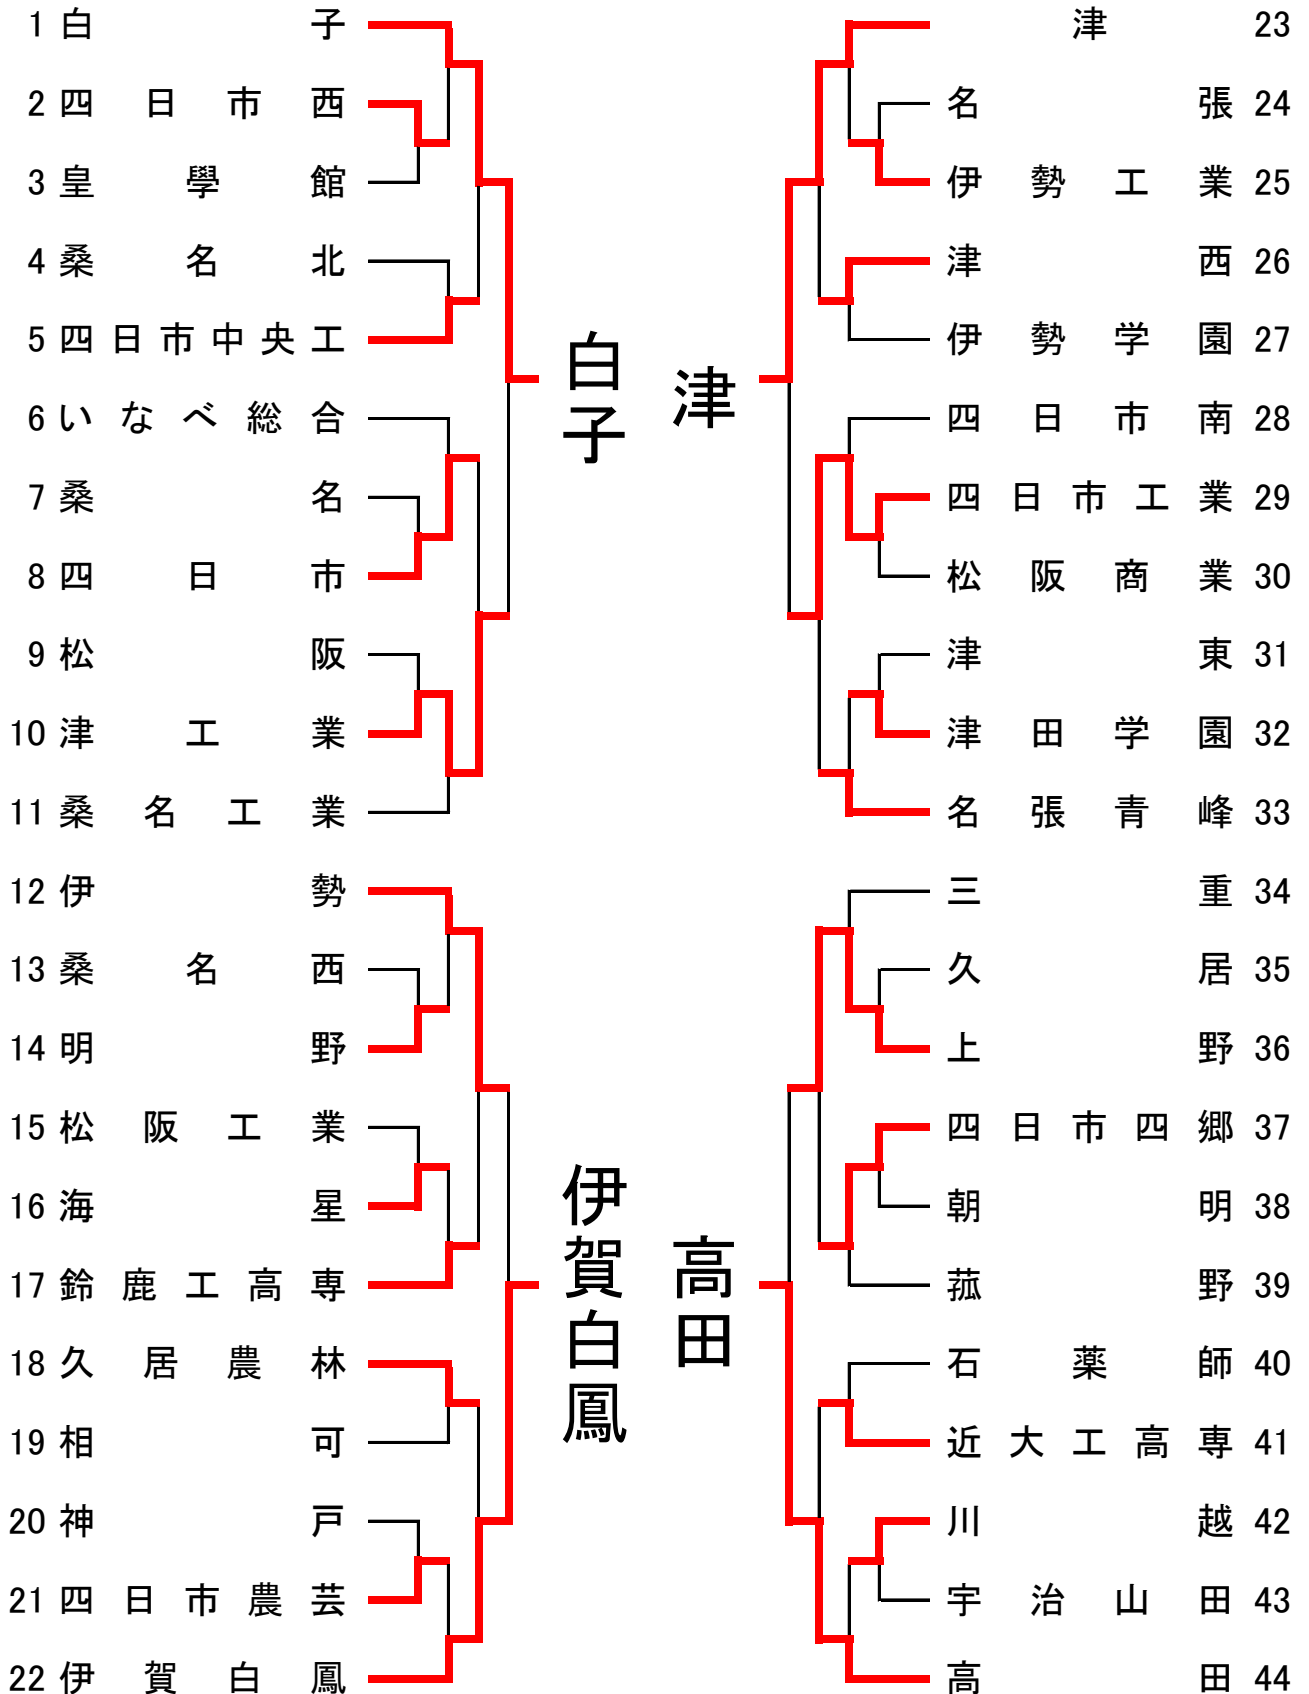 1 白子
2 四日市西
3 皇學館
4 桑名北
5 四日市中央工
6 いなべ総合
7 桑名
8 四日市
9 松阪
10 津工業
11 桑名工業
12 伊勢
13 桑名西
14 明野
15 松阪工業
16 海星
17 鈴鹿工高専
18 久居農林
19 相可
20 神戸
21 四日市農芸
22 伊賀白鳳
白子
伊賀白鳳
津
高田
津 23
名張 24
伊勢工業 25
津西 26
伊勢学園 27
四日市南 28
四日市工業 29
松阪商業 30
津東 31
津田学園 32
名張青峰 33
三重 34
久居 35
上野 36
四日市四郷 37
朝明 38
菰野 39
石薬師 40
近大工高専 41
川越 42
宇治山田 43
高田 44